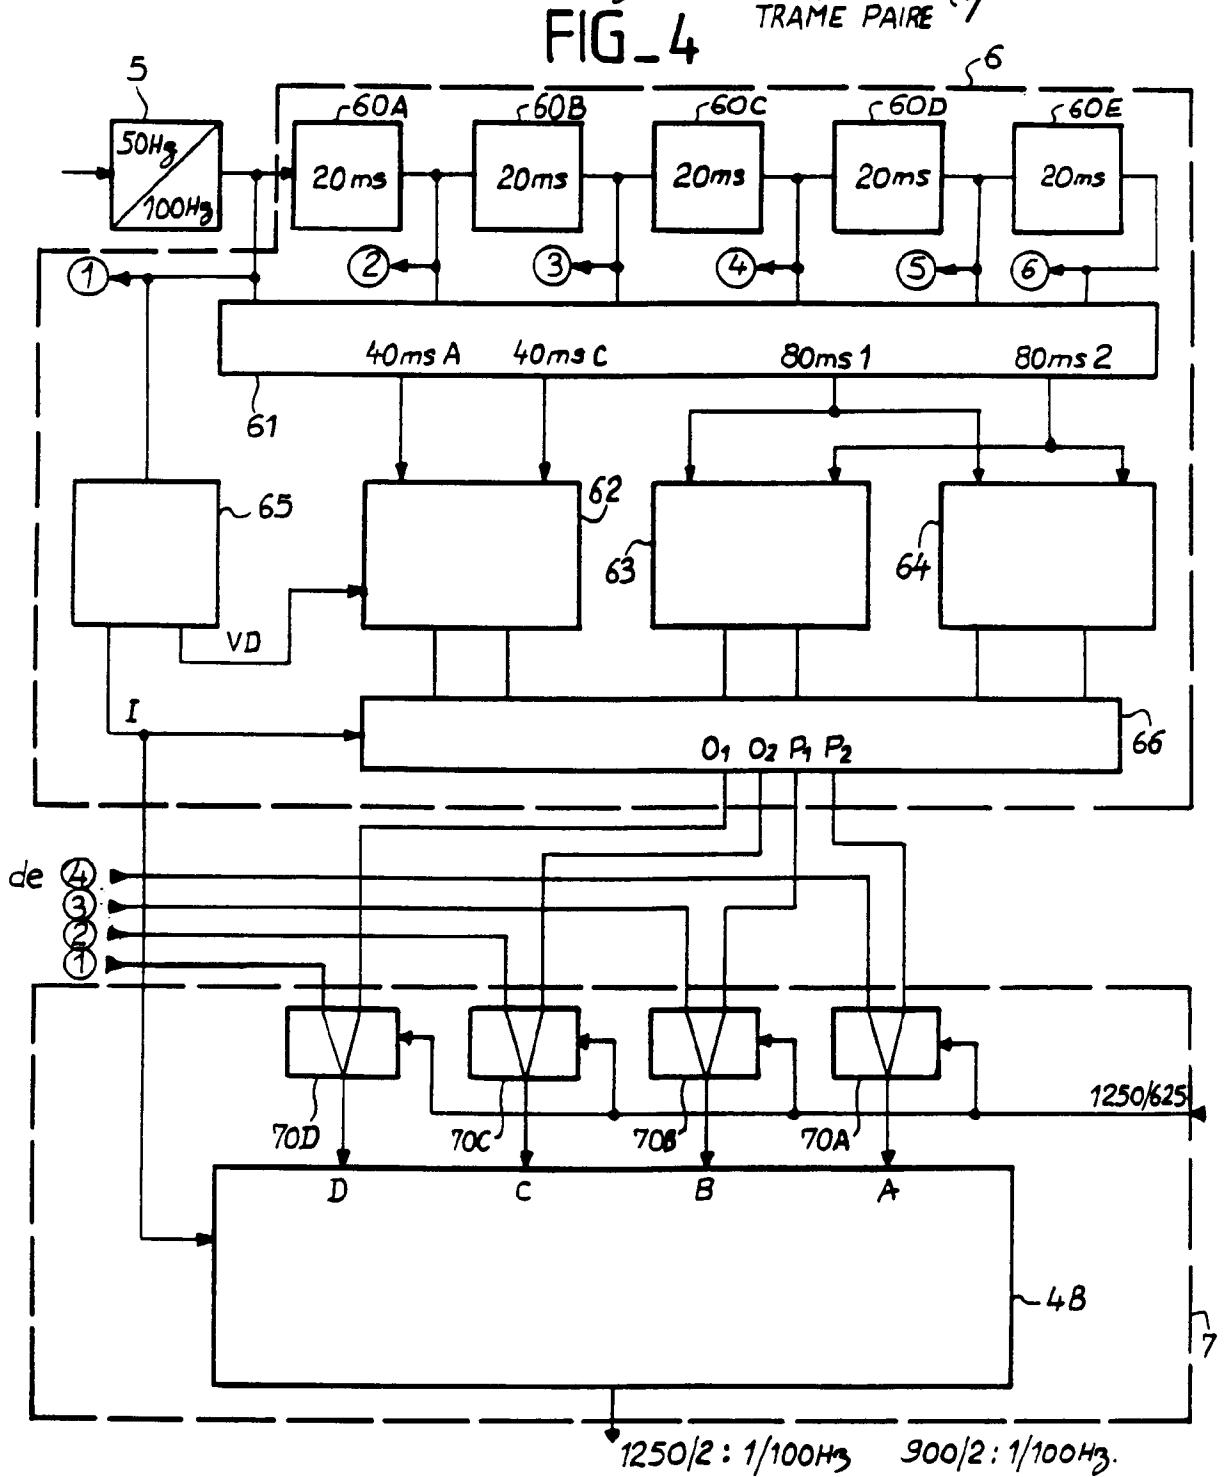 TRAME PAIRE
FIG_4
5
6
60A
60B
60C
60D
60E
50Hz
100Hz
20ms
20ms
20ms
20ms
20ms
1
2
3
4
5
6
40ms A
40ms C
80ms 1
80ms 2
61
62
65
63
64
VD
I
66
O1 O2 P1 P2
de 4
3
2
1
1250/625
70D
70C
70B
70A
D
C
B
A
4B
7
1250/2 : 1/100Hz
900/2 : 1/100Hz.